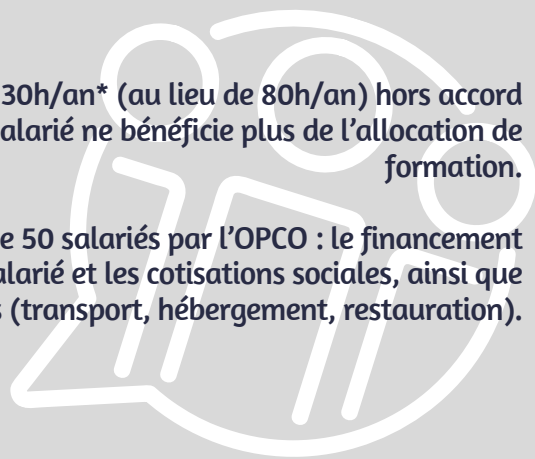 30h/an* (au lieu de 80h/an) hors accord
alarié ne bénéficie plus de l’allocation de
formation.
e 50 salariés par l’OPCO : le financement
alarié et les cotisations sociales, ainsi que
s (transport, hébergement, restauration).